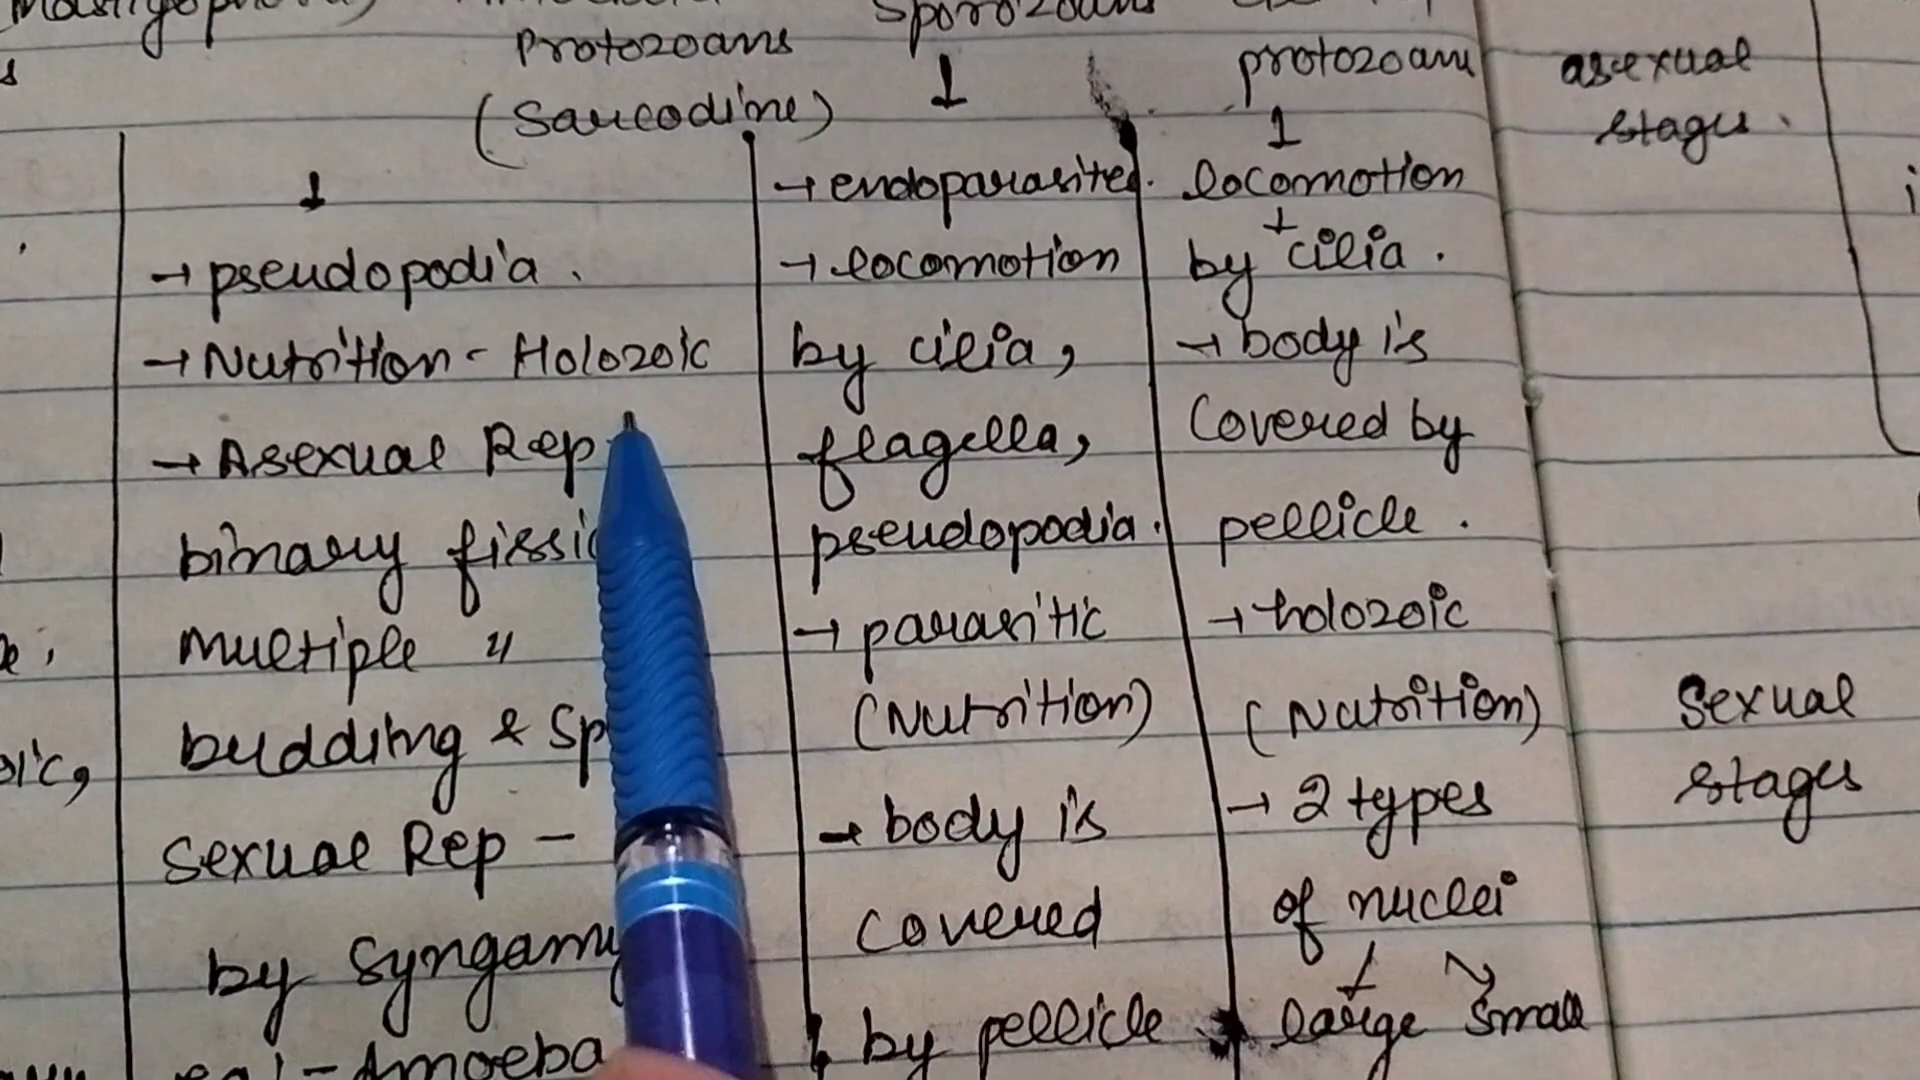 protozoans
(Saucodine)
→ pseudopodia.
→ Nutrition - Holozoic
→ Asexual Rep
binary
multiple "
budding &
sexual Rep -
by syngamy
Amoeba
sporozoans
→ endoparasites.
→ locomotion
by cilia,
flagella,
pseudopodia.
→ parasitic
(Nutrition)
→ body is
covered
by pellicle
protozoans
locomotion
by cilia.
→ body is
covered by
pellicle.
→ holozoic
(Nutrition)
→ 2 types
of nuclei
large small
asexual
stages.
sexual
stages